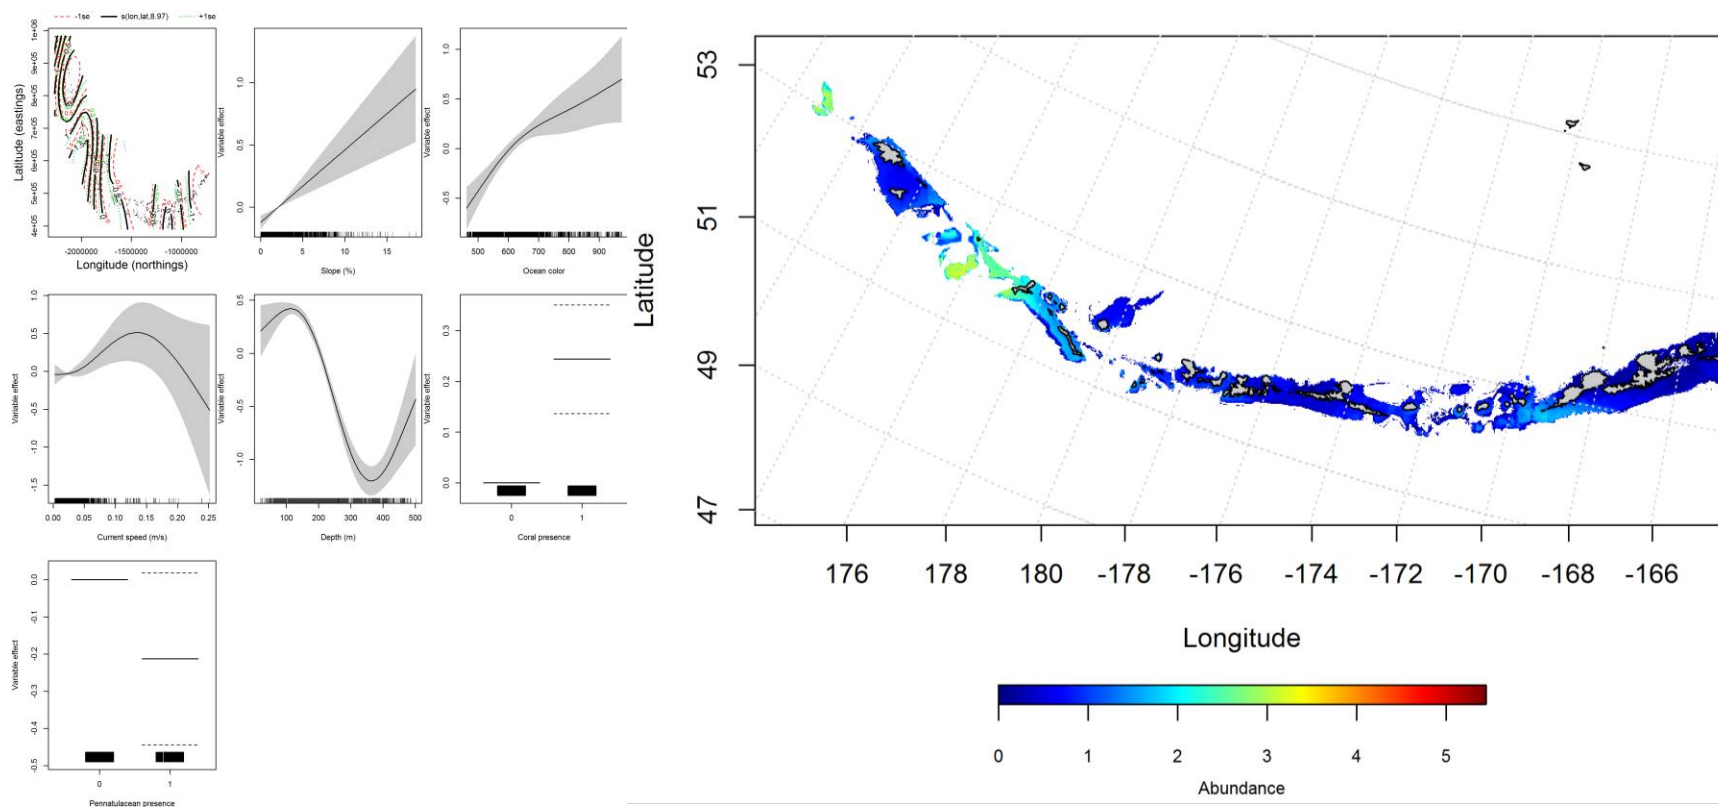 -1se s(lon,lat,8.97) +1se
1e+06
9e+05
8e+05
7e+05
6e+05
5e+05
4e+05
Latitude (eastings)
-2000000 -1500000 -1000000
Longitude (northings)
Variable effect
1.0
0.5
0.0
0 5 10 15
Slope (%)
Variable effect
1.0
0.5
0.0
-0.5
500 600 700 800 900
Ocean color
Variable effect
1.0
0.5
0.0
-0.5
-1.0
-1.5
0.00 0.05 0.10 0.15 0.20 0.25
Current speed (m/s)
Variable effect
0.5
0.0
-0.5
-1.0
100 200 300 400 500
Depth (m)
Variable effect
0.3
0.2
0.1
0.0
0 1
Coral presence
Variable effect
0.0
-0.1
-0.2
-0.3
-0.4
-0.5
0 1
Pennatulacean presence
Latitude
53
51
49
47
176 178 180 -178 -176 -174 -172 -170 -168 -166
Longitude
0 1 2 3 4 5
Abundance